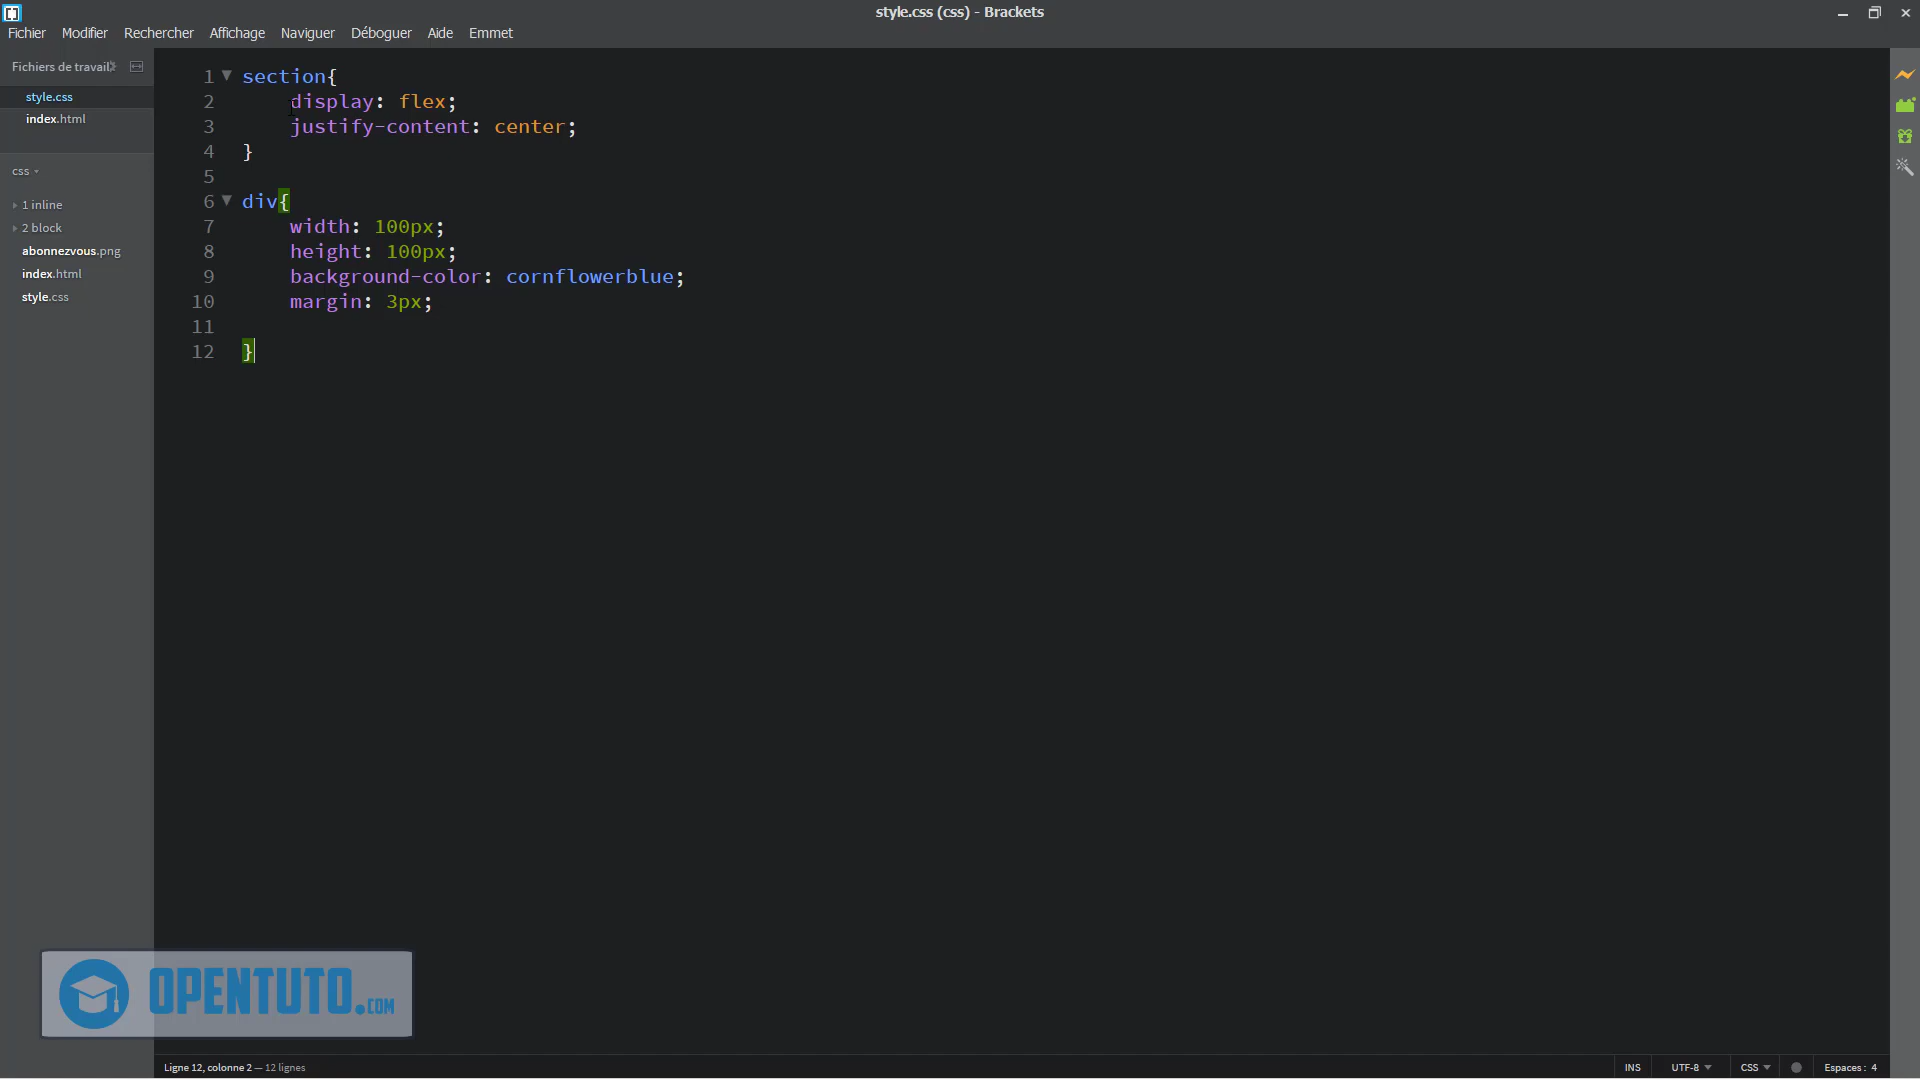 style.css (css) - Brackets
Fichier Modifier Rechercher Affichage Naviguer Déboguer Aide Emmet
Fichiers de travail
style.css
index.html
css
1 inline
2 block
abonnezvous.png
index.html
style.css
1 section{
2 display: flex;
3 justify-content: center;
4 }
5
6 div{
7 width: 100px;
8 height: 100px;
9 background-color: cornflowerblue;
10 margin: 3px;
11
12 }
OPENTUTO.COM
Ligne 12, colonne 2 — 12 lignes
INS UTF-8 CSS Espaces : 4